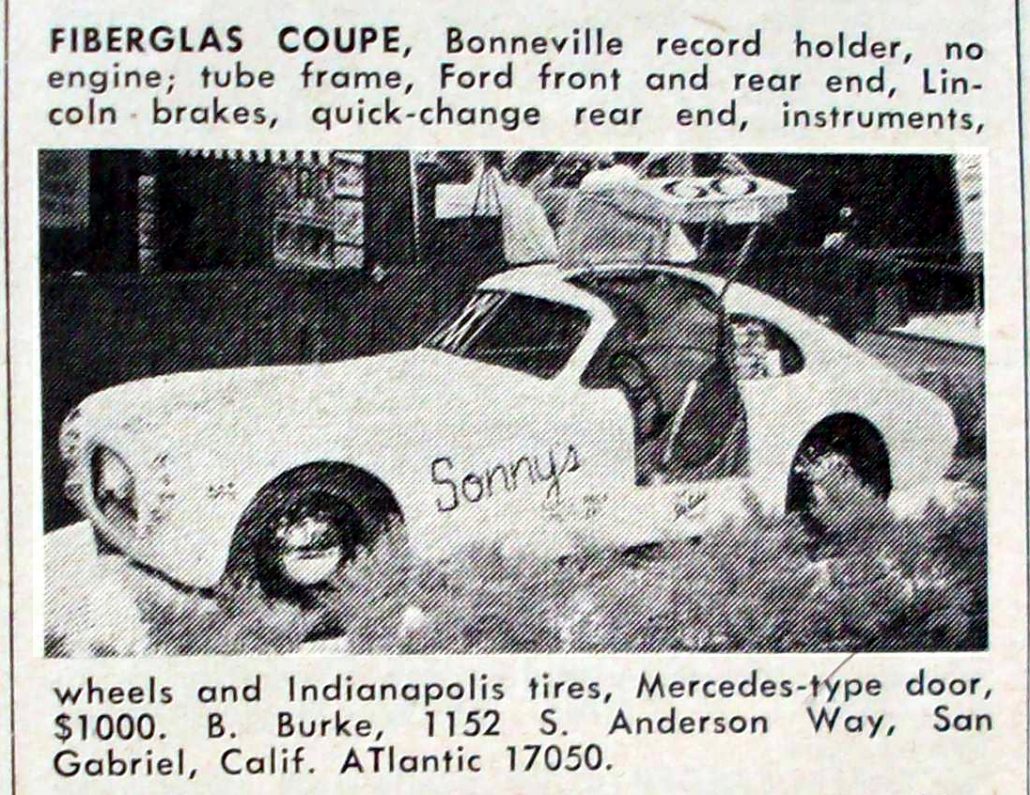 FIBERGLAS COUPE, Bonneville record holder, no
engine; tube frame, Ford front and rear end, Lin-
coln brakes, quick-change rear end, instruments,
60
Sonny's
wheels and Indianapolis tires, Mercedes-type door,
$1000. B. Burke, 1152 S. Anderson Way, San
Gabriel, Calif. ATlantic 17050.